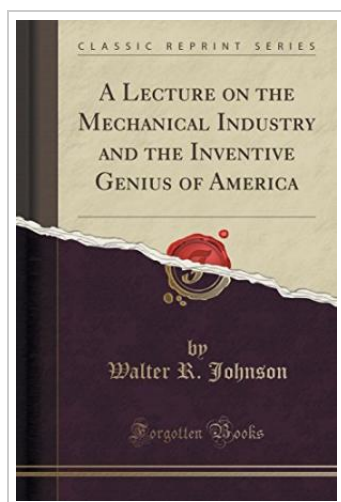 CLASSIC REPRINT SERIES
A LECTURE ON THE
MECHANICAL INDUSTRY
AND THE INVENTIVE
GENIUS OF AMERICA
J
by
Walter R. Johnson
Forgotten Books